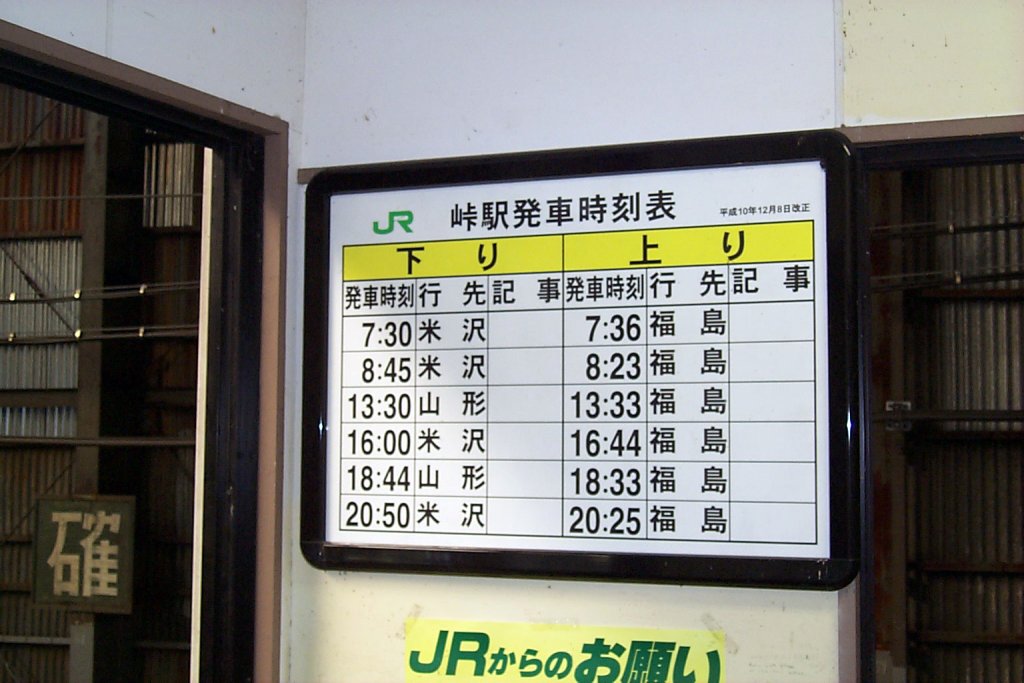 JR 峠駅発車時刻表 平成10年12月8日改正
下り 上り
発車時刻 行先 記事 発車時刻 行先 記事
7:30 米沢 7:36 福島
8:45 米沢 8:23 福島
13:30 山形 13:33 福島
16:00 米沢 16:44 福島
18:44 山形 18:33 福島
20:50 米沢 20:25 福島
確
JRからのお願い